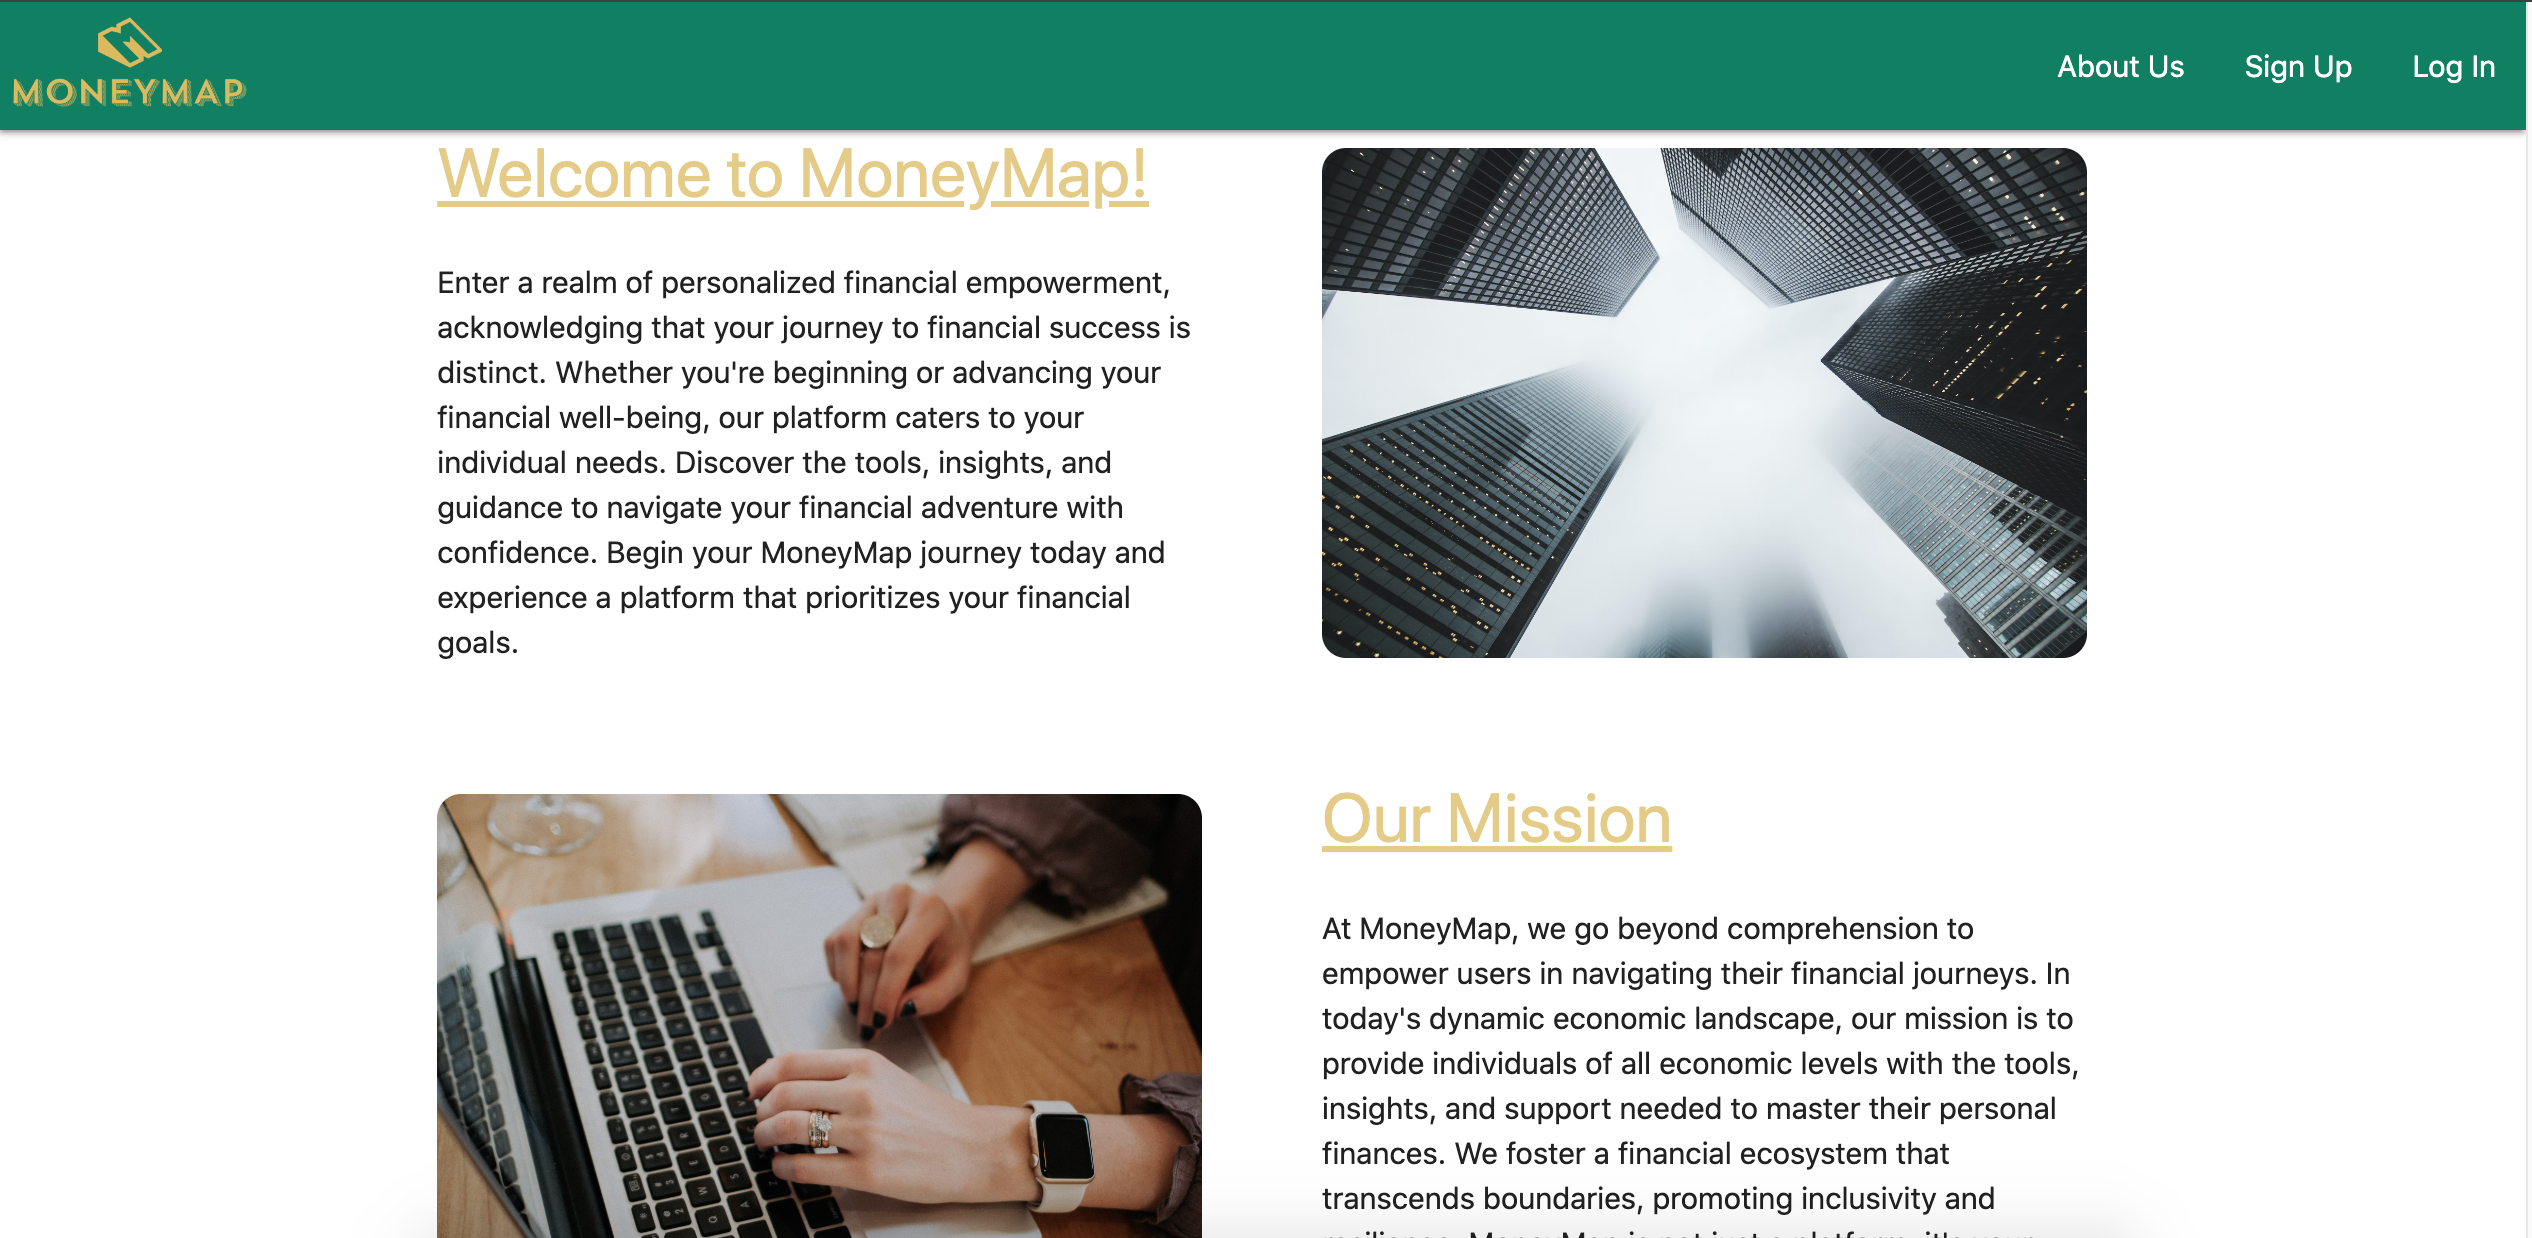 MONEYMAP
About Us
Sign Up
Log In
Welcome to MoneyMap!
Enter a realm of personalized financial empowerment,
acknowledging that your journey to financial success is
distinct. Whether you're beginning or advancing your
financial well-being, our platform caters to your
individual needs. Discover the tools, insights, and
guidance to navigate your financial adventure with
confidence. Begin your MoneyMap journey today and
experience a platform that prioritizes your financial
goals.
Our Mission
At MoneyMap, we go beyond comprehension to
empower users in navigating their financial journeys. In
today's dynamic economic landscape, our mission is to
provide individuals of all economic levels with the tools,
insights, and support needed to master their personal
finances. We foster a financial ecosystem that
transcends boundaries, promoting inclusivity and